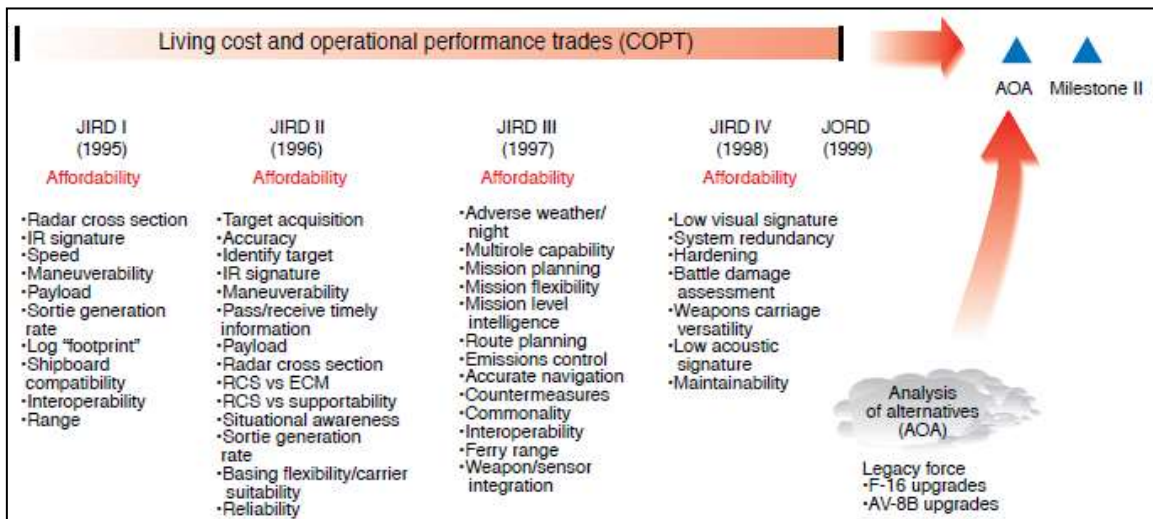 Living cost and operational performance trades (COPT)
AOA Milestone II
JIRD I
(1995)
Affordability
•Radar cross section
•IR signature
•Speed
•Maneuverability
•Payload
•Sortie generation
rate
•Log "footprint"
•Shipboard
compatibility
•Interoperability
•Range
JIRD II
(1996)
Affordability
•Target acquisition
•Accuracy
•Identify target
•IR signature
•Maneuverability
•Pass/receive timely
information
•Payload
•Radar cross section
•RCS vs ECM
•RCS vs supportability
•Situational awareness
•Sortie generation
rate
•Basing flexibility/carrier
suitability
•Reliability
JIRD III
(1997)
Affordability
•Adverse weather/
night
•Multirole capability
•Mission planning
•Mission flexibility
•Mission level
intelligence
•Route planning
•Emissions control
•Accurate navigation
•Countermeasures
•Commonality
•Interoperability
•Ferry range
•Weapon/sensor
integration
JIRD IV
(1998)
Affordability
•Low visual signature
•System redundancy
•Hardening
•Battle damage
assessment
•Weapons carriage
versatility
•Low acoustic
signature
•Maintainability
JORD
(1999)
Analysis
of alternatives
(AOA)
Legacy force
•F-16 upgrades
•AV-8B upgrades